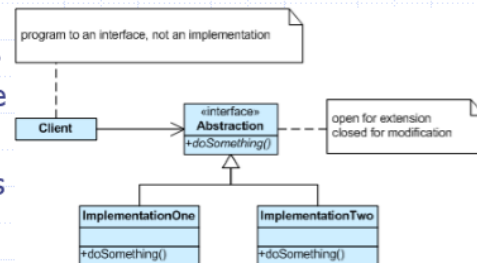 program to an interface, not an implementation
e
Client
«interface»
Abstraction
+doSomething()
open for extension
closed for modification
s
ImplementationOne
ImplementationTwo
+doSomething()
+doSomething()